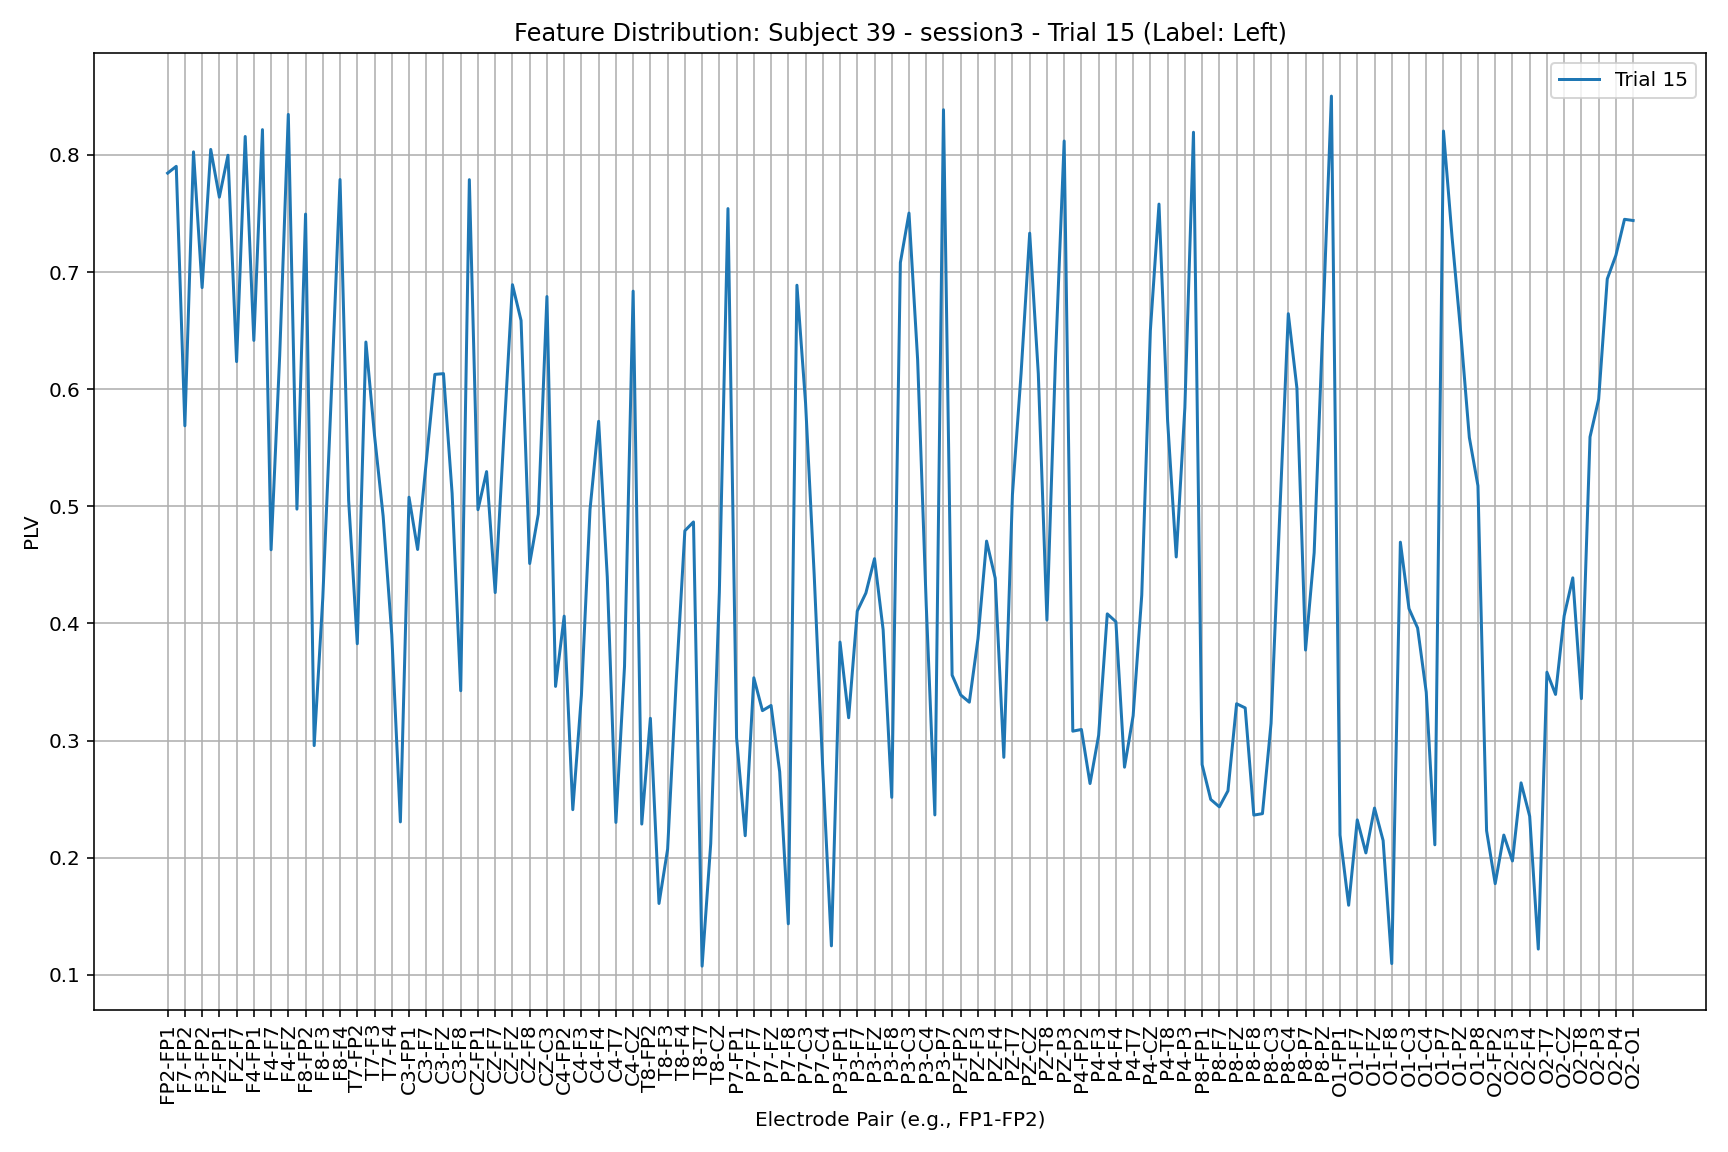 Feature Distribution: Subject 39 - session3 - Trial 15 (Label: Left)
Trial 15
PLV
0.8
0.7
0.6
0.5
0.4
0.3
0.2
0.1
FP2-FP1
F7-FP2
F3-FP2
FZ-FP1
FZ-F7
F4-FP1
F4-F7
F4-FZ
F8-FP2
F8-F3
F8-F4
T7-FP2
T7-F3
T7-F4
C3-FP1
C3-F7
C3-FZ
C3-F8
CZ-FP1
CZ-F7
CZ-FZ
CZ-F8
CZ-C3
C4-FP2
C4-F3
C4-F4
C4-T7
C4-CZ
T8-FP2
T8-F3
T8-F4
T8-T7
T8-CZ
P7-FP1
P7-F7
P7-FZ
P7-F8
P7-C3
P7-C4
P3-FP1
P3-F7
P3-FZ
P3-F8
P3-C3
P3-C4
P3-P7
PZ-FP2
PZ-F3
PZ-F4
PZ-T7
PZ-CZ
PZ-T8
PZ-P3
P4-FP2
P4-F3
P4-F4
P4-T7
P4-CZ
P4-T8
P4-P3
P8-FP1
P8-F7
P8-FZ
P8-F8
P8-C3
P8-C4
P8-P7
P8-PZ
O1-FP1
O1-F7
O1-FZ
O1-F8
O1-C3
O1-C4
O1-P7
O1-PZ
O1-P8
O2-FP2
O2-F3
O2-F4
O2-T7
O2-CZ
O2-T8
O2-P3
O2-P4
O2-O1
Electrode Pair (e.g., FP1-FP2)